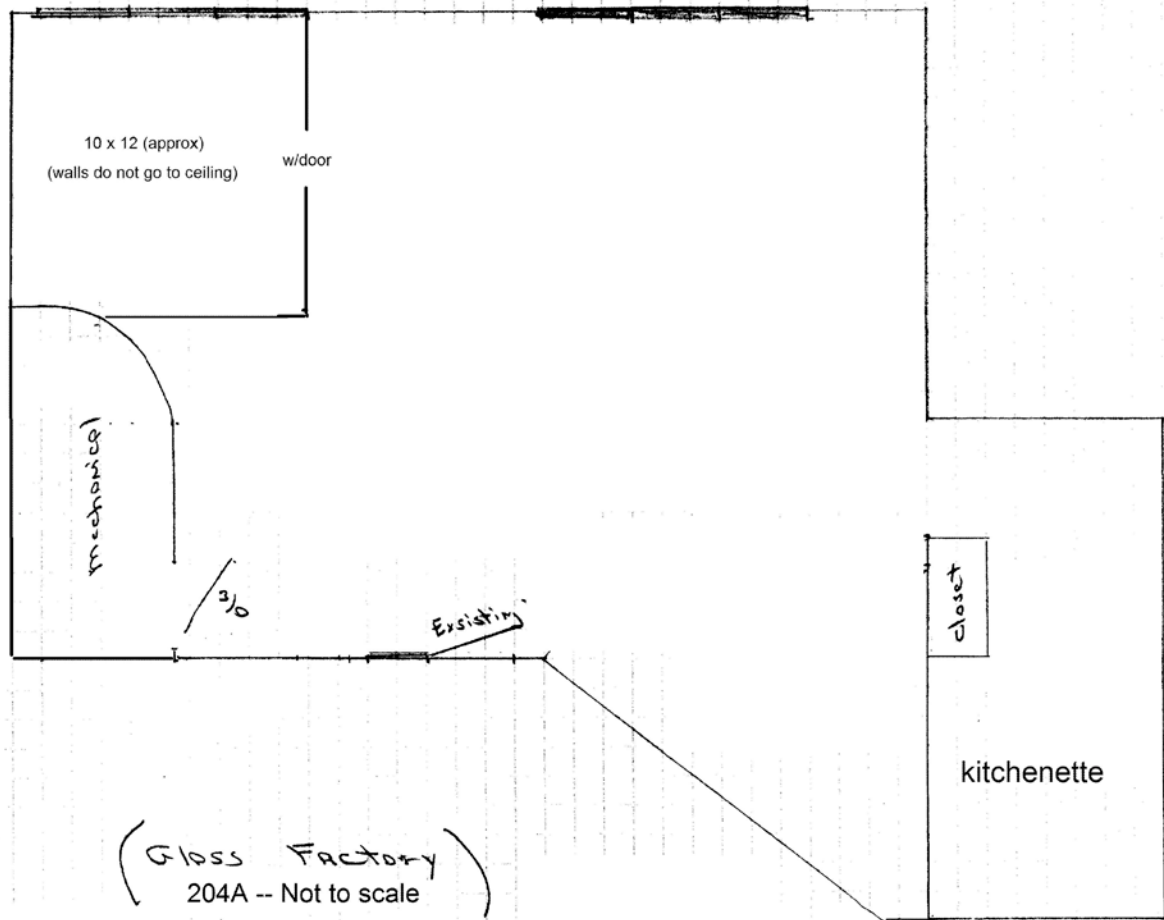 10 x 12 (approx)
(walls do not go to ceiling)
w/door
mechanical
3/0
Exsisting
closet
kitchenette
(Glass Factory)
204A -- Not to scale